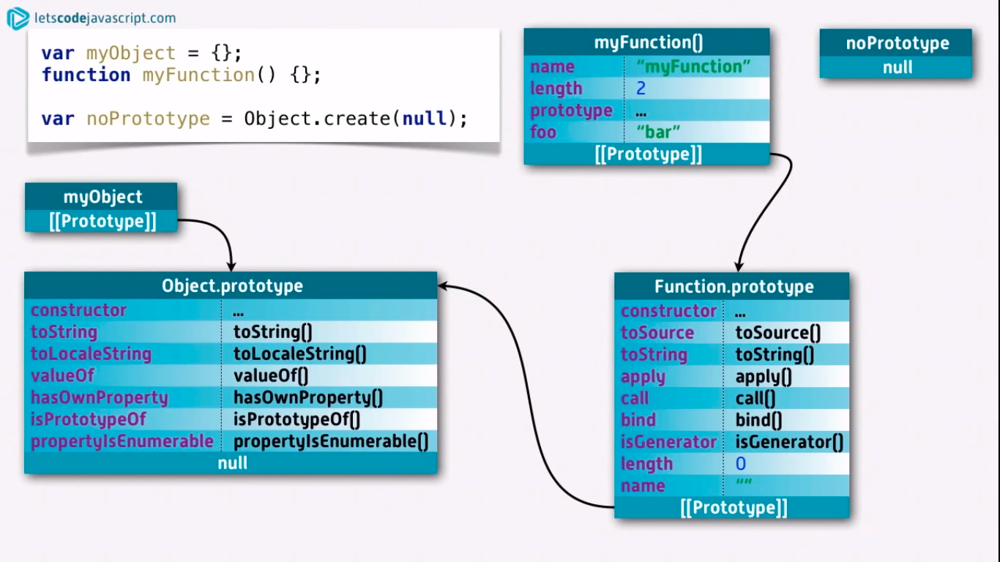 letscodejavascript.com
var myObject = {};
function myFunction() {};
var noPrototype = Object.create(null);
myFunction()
name “myFunction”
length 2
prototype ...
foo “bar”
[[Prototype]]
noPrototype
null
myObject
[[Prototype]]
Object.prototype
constructor ...
toString toString()
toLocaleString toLocaleString()
valueOf valueOf()
hasOwnProperty hasOwnProperty()
isPrototypeOf isPrototypeOf()
propertyIsEnumerable propertyIsEnumerable()
null
Function.prototype
constructor ...
toSource toSource()
toString toString()
apply apply()
call call()
bind bind()
isGenerator isGenerator()
length 0
name “”
[[Prototype]]